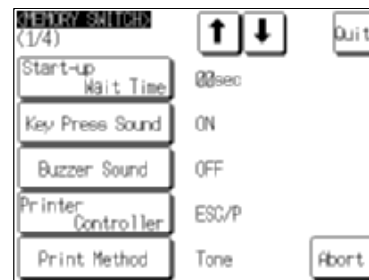 <MEMORY SWITCH>
(1/4)
Quit
Start-up
Wait Time
00sec
Key Press Sound
ON
Buzzer Sound
OFF
Printer
Controller
ESC/P
Print Method
Tone
Abort